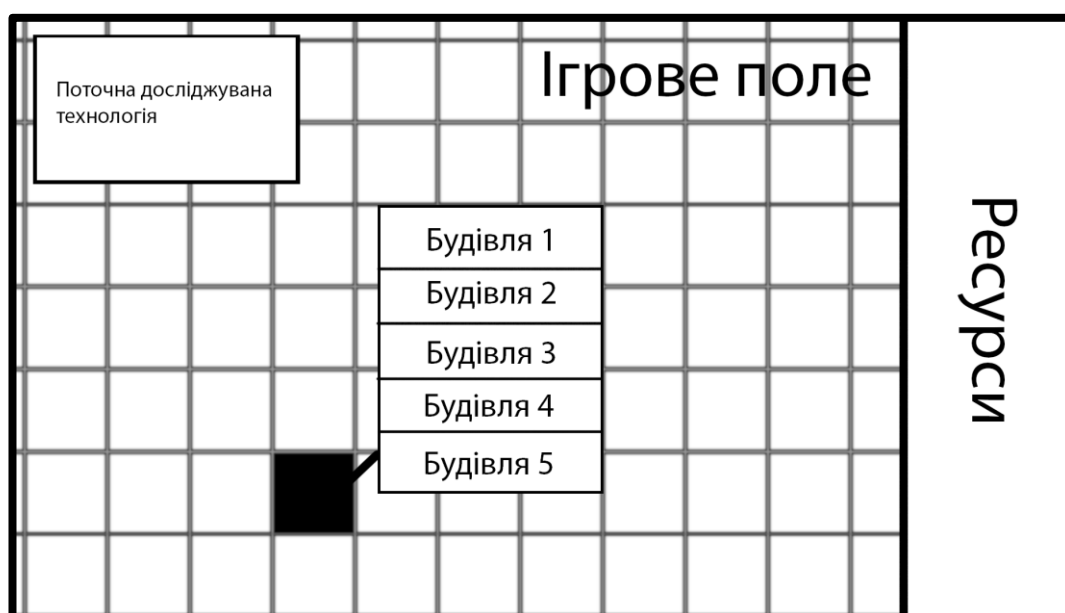 Поточна досліджувана
технологія
Ігрове поле
Будівля 1
Будівля 2
Будівля 3
Будівля 4
Будівля 5
Ресурси